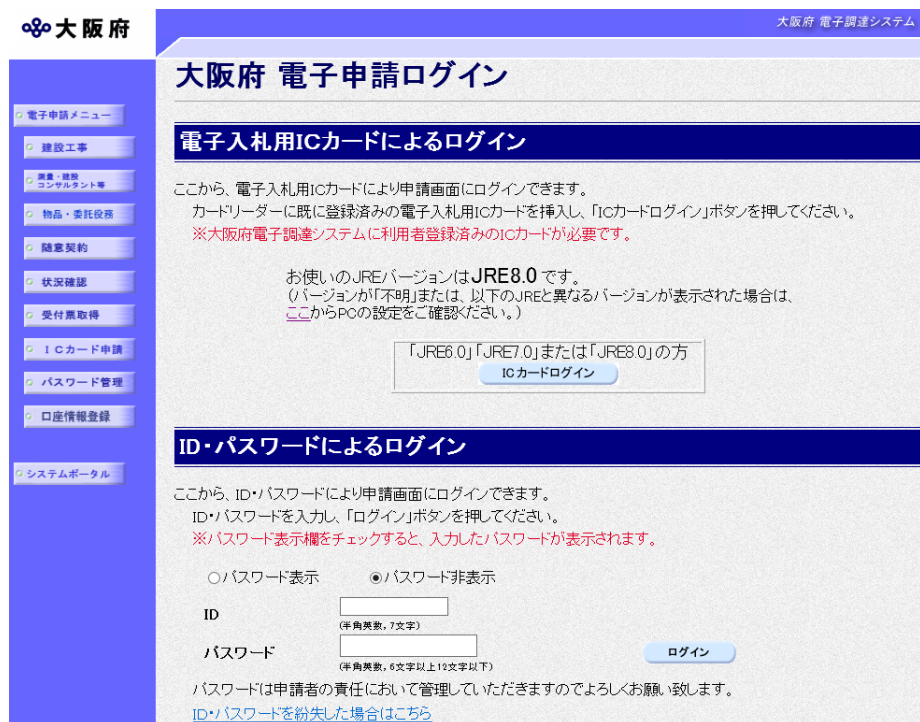 大阪府
大阪府 電子調達システム
大阪府 電子申請ログイン
電子申請メニュー
建設工事
測量・建設
コンサルタント等
物品・委託役務
随意契約
状況確認
受付票取得
ICカード申請
パスワード管理
口座情報登録
システムポータル
電子入札用ICカードによるログイン
ここから、電子入札用ICカードにより申請画面にログインできます。
カードリーダーに既に登録済みの電子入札用ICカードを挿入し、「ICカードログイン」ボタンを押してください。
※大阪府電子調達システムに利用者登録済みのICカードが必要です。
お使いのJREバージョンはJRE8.0 です。
(バージョンが「不明」または、以下のJREと異なるバージョンが表示された場合は、
ここからPCの設定をご確認ください。)
「JRE6.0」「JRE7.0」または「JRE8.0」の方
ICカードログイン
ID・パスワードによるログイン
ここから、ID・パスワードにより申請画面にログインできます。
ID・パスワードを入力し、「ログイン」ボタンを押してください。
※パスワード表示欄をチェックすると、入力したパスワードが表示されます。
パスワード表示 パスワード非表示
ID
(半角英数,7文字)
パスワード
ログイン
(半角英数,6文字以上12文字以下)
パスワードは申請者の責任において管理していただきますのでよろしくお願い致します。
ID・パスワードを紛失した場合はこちら